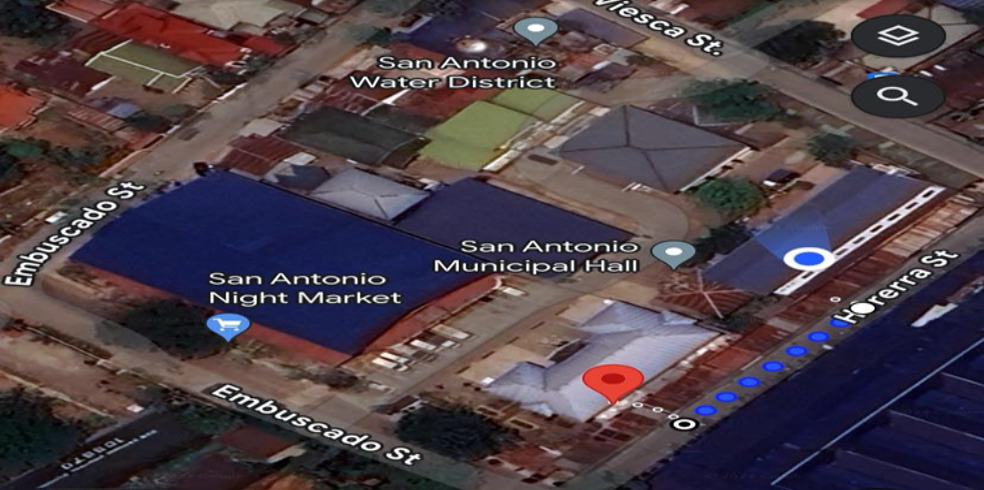 Viesca St.
San Antonio
Water District
Embuscado St
San Antonio
Municipal Hall
Horerra St
San Antonio
Night Market
Embuscado St